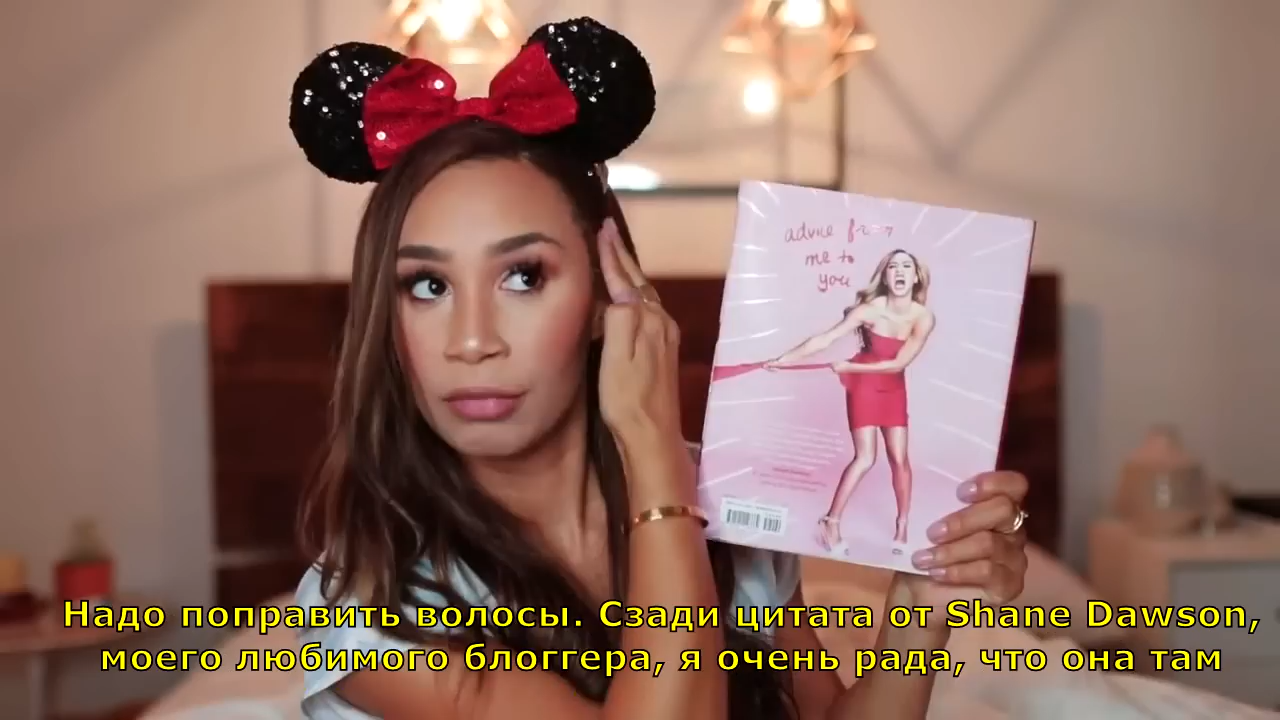 advice from
me to
you
Надо поправить волосы. Сзади цитата от Shane Dawson,
моего любимого блоггера, я очень рада, что она там